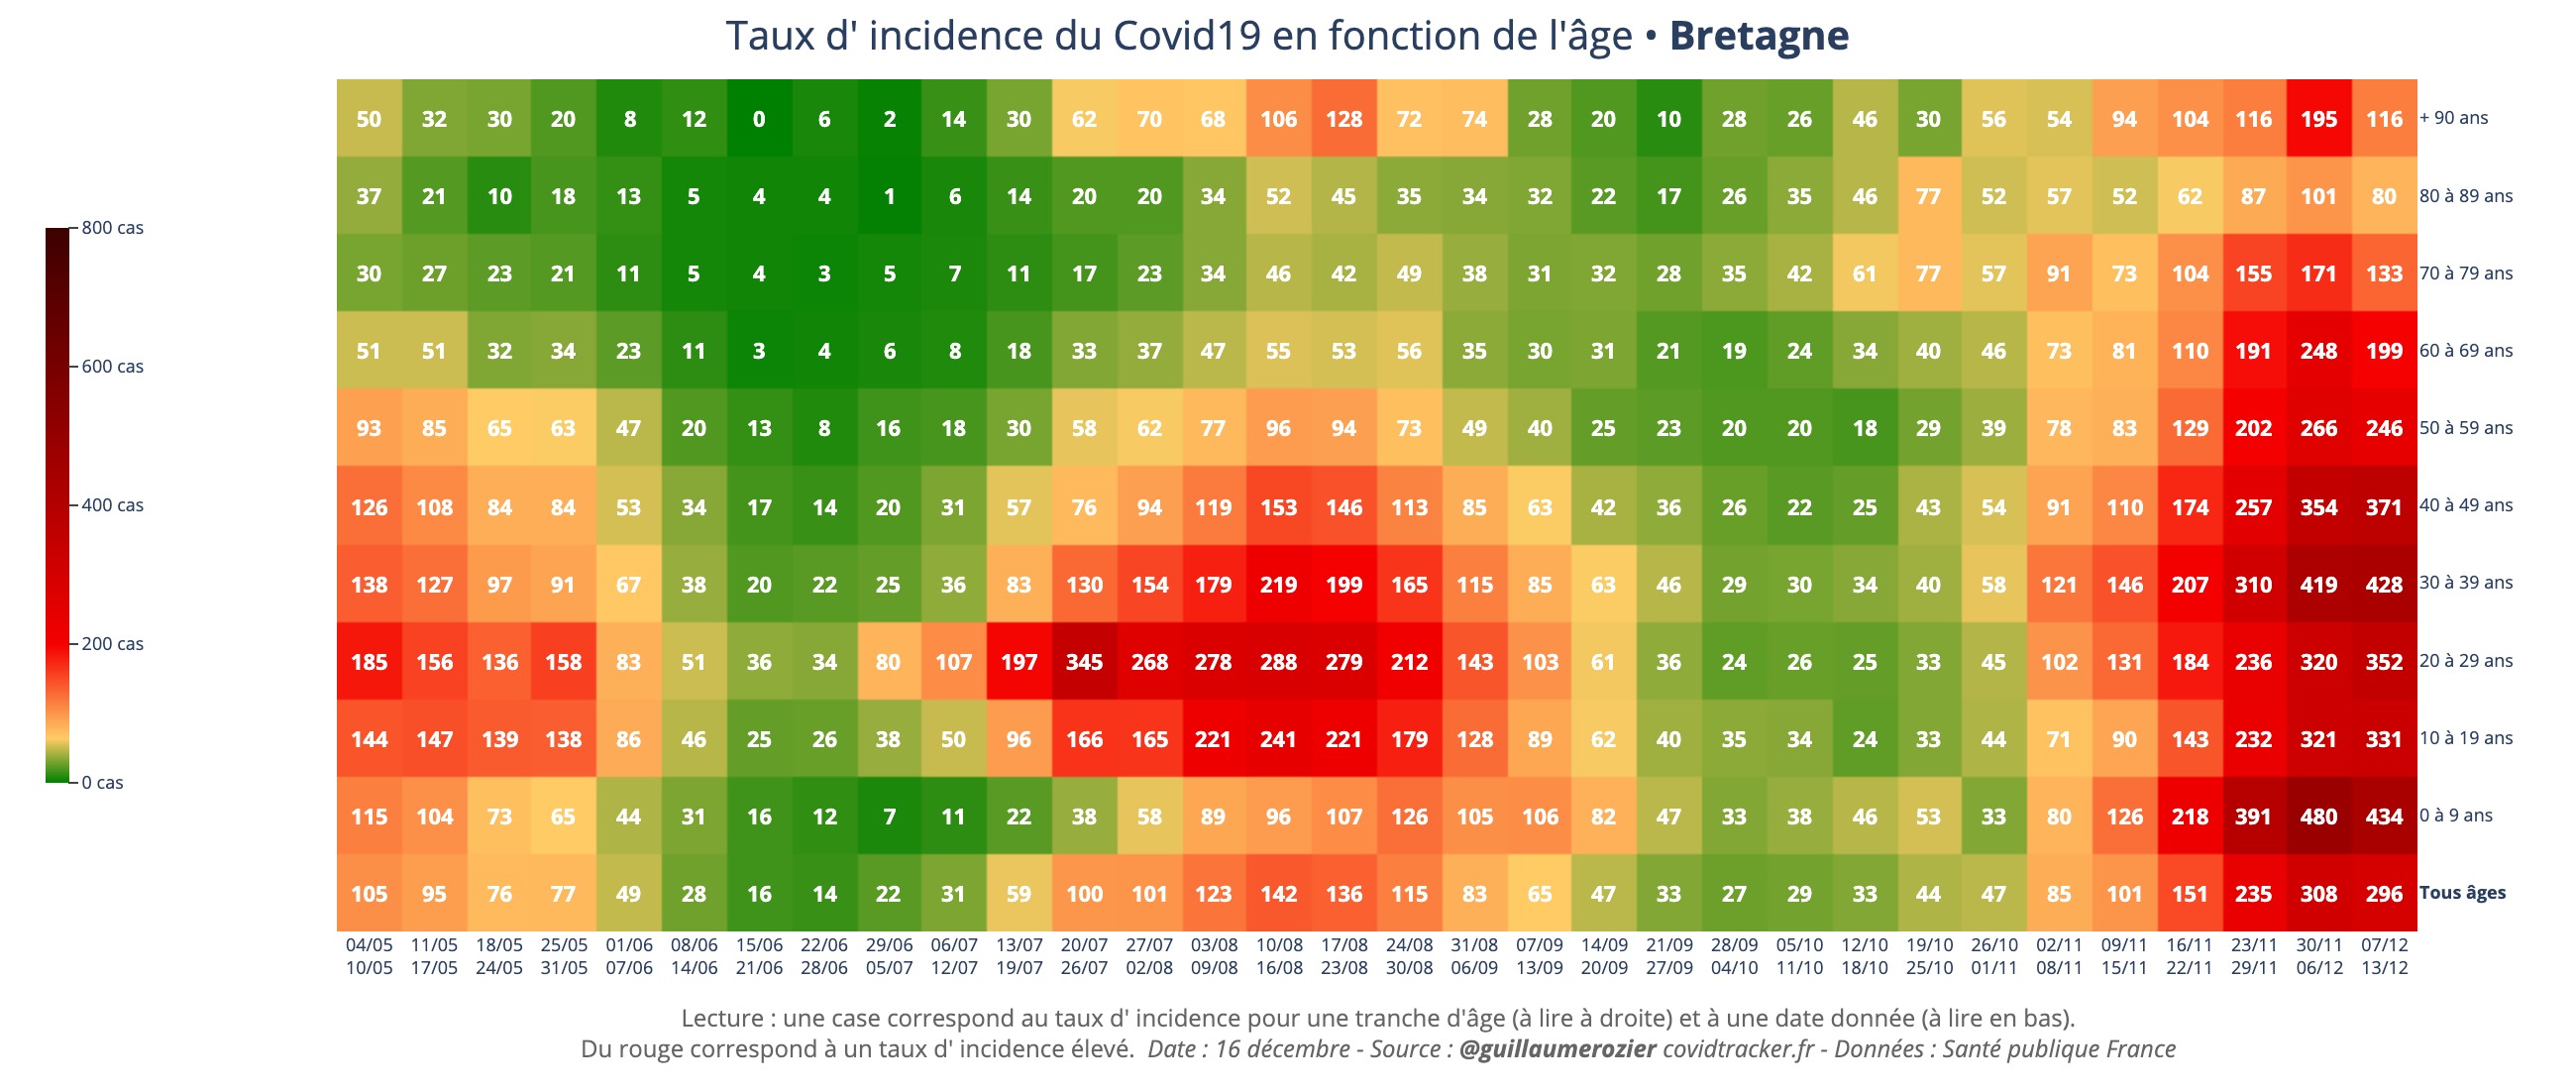 Taux d' incidence du Covid19 en fonction de l'âge • Bretagne
800 cas
600 cas
400 cas
200 cas
0 cas
50 32 30 20 8 12 0 6 2 14 30 62 70 68 106 128 72 74 28 20 10 28 26 46 30 56 54 94 104 116 195 116 + 90 ans
37 21 10 18 13 5 4 4 1 6 14 20 20 34 52 45 35 34 32 22 17 26 35 46 77 52 57 52 62 87 101 80 80 à 89 ans
30 27 23 21 11 5 4 3 5 7 11 17 23 34 46 42 49 38 31 32 28 35 42 61 77 57 91 73 104 155 171 133 70 à 79 ans
51 51 32 34 23 11 3 4 6 8 18 33 37 47 55 53 56 35 30 31 21 19 24 34 40 46 73 81 110 191 248 199 60 à 69 ans
93 85 65 63 47 20 13 8 16 18 30 58 62 77 96 94 73 49 40 25 23 20 20 18 29 39 78 83 129 202 266 246 50 à 59 ans
126 108 84 84 53 34 17 14 20 31 57 76 94 119 153 146 113 85 63 42 36 26 22 25 43 54 91 110 174 257 354 371 40 à 49 ans
138 127 97 91 67 38 20 22 25 36 83 130 154 179 219 199 165 115 85 63 46 29 30 34 40 58 121 146 207 310 419 428 30 à 39 ans
185 156 136 158 83 51 36 34 80 107 197 345 268 278 288 279 212 143 103 61 36 24 26 25 33 45 102 131 184 236 320 352 20 à 29 ans
144 147 139 138 86 46 25 26 38 50 96 166 165 221 241 221 179 128 89 62 40 35 34 24 33 44 71 90 143 232 321 331 10 à 19 ans
115 104 73 65 44 31 16 12 7 11 22 38 58 89 96 107 126 105 106 82 47 33 38 46 53 33 80 126 218 391 480 434 0 à 9 ans
105 95 76 77 49 28 16 14 22 31 59 100 101 123 142 136 115 83 65 47 33 27 29 33 44 47 85 101 151 235 308 296 Tous âges
04/05 11/05 18/05 25/05 01/06 08/06 15/06 22/06 29/06 06/07 13/07 20/07 27/07 03/08 10/08 17/08 24/08 31/08 07/09 14/09 21/09 28/09 05/10 12/10 19/10 26/10 02/11 09/11 16/11 23/11 30/11 07/12
10/05 17/05 24/05 31/05 07/06 14/06 21/06 28/06 05/07 12/07 19/07 26/07 02/08 09/08 16/08 23/08 30/08 06/09 13/09 20/09 27/09 04/10 11/10 18/10 25/10 01/11 08/11 15/11 22/11 29/11 06/12 13/12
Lecture : une case correspond au taux d' incidence pour une tranche d'âge (à lire à droite) et à une date donnée (à lire en bas).
Du rouge correspond à un taux d' incidence élevé. Date : 16 décembre - Source : @guillaumerozier covidtracker.fr - Données : Santé publique France